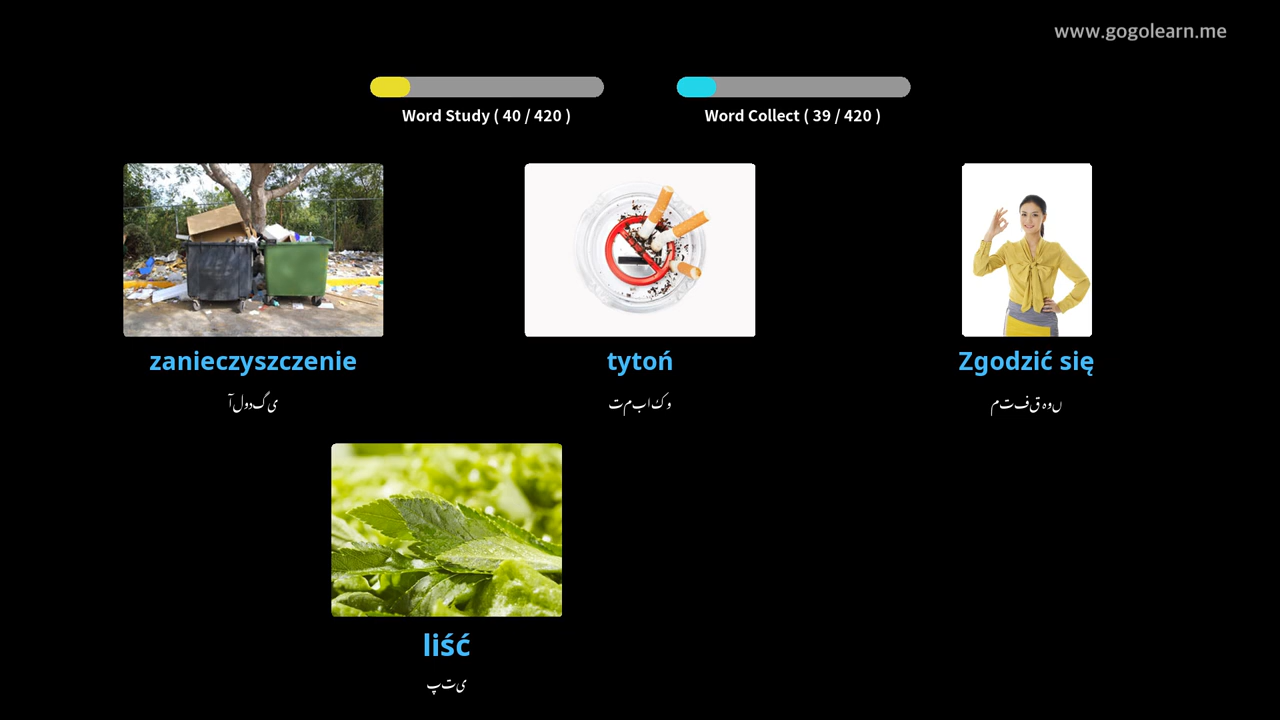 www.gogolearn.me
Word Study ( 40 / 420 )
Word Collect ( 39 / 420 )
zanieczyszczenie
آلودگی
tytoń
تمباکو
Zgodzić się
متفق ہوں
liść
پتی